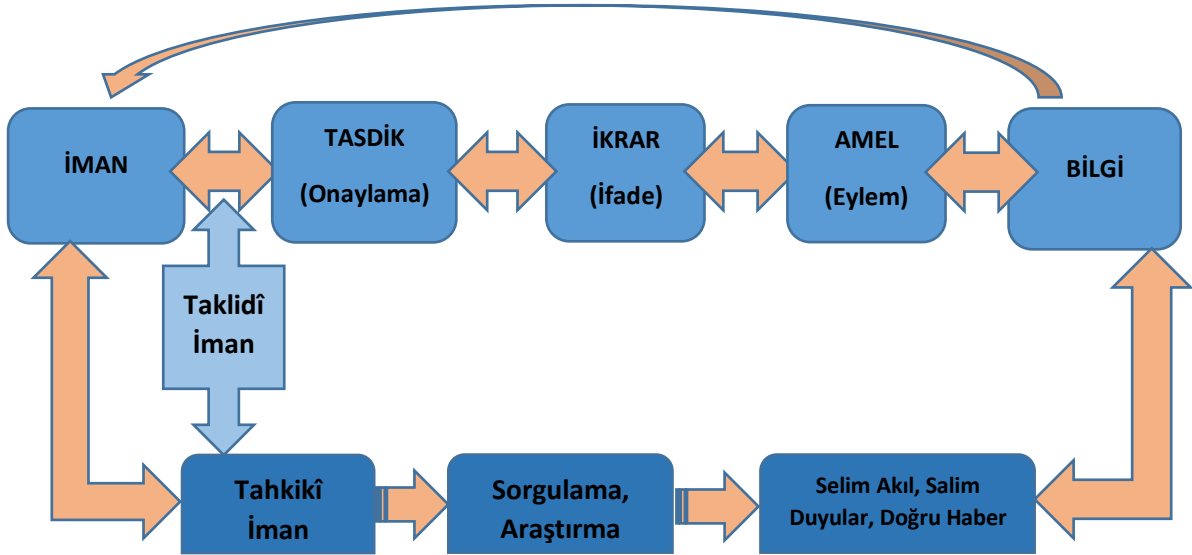 İMAN
TASDİK
(Onaylama)
İKRAR
(İfade)
AMEL
(Eylem)
BİLGİ
Taklidî
İman
Tahkikî
İman
Sorgulama,
Araştırma
Selim Akıl, Salim
Duyular, Doğru Haber